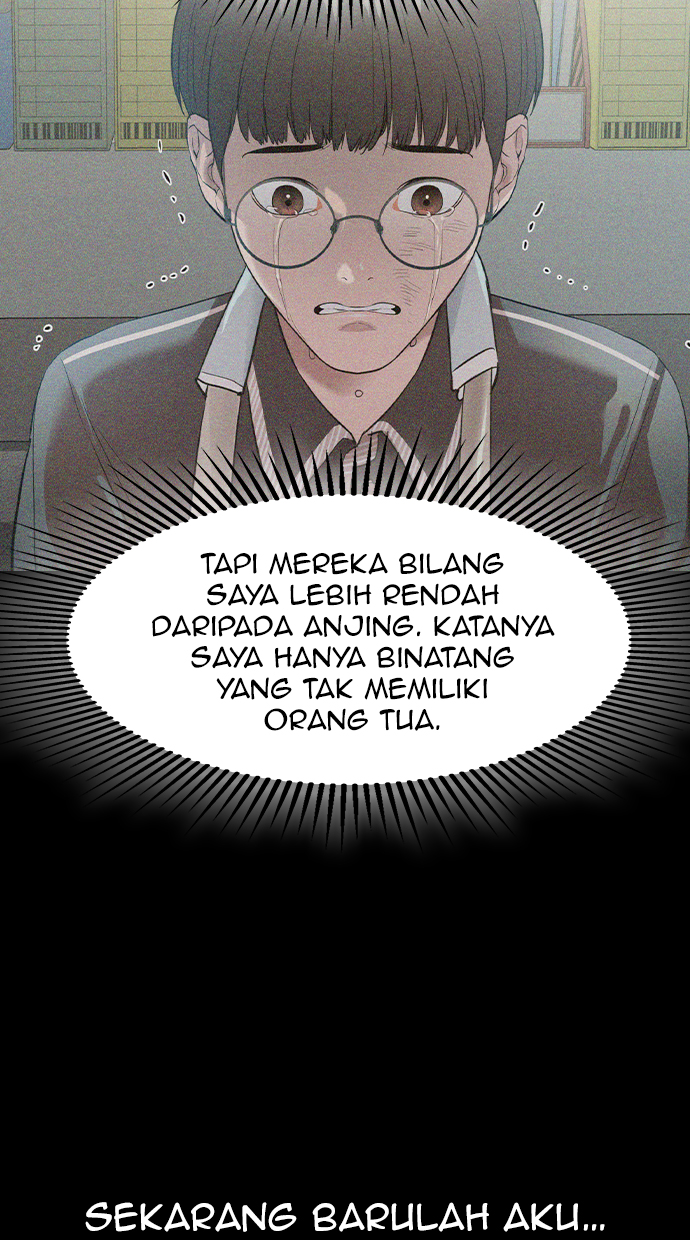 TAPI MEREKA BILANG
SAYA LEBIH RENDAH
DARIPADA ANJING. KATANYA
SAYA HANYA BINATANG
YANG TAK MEMILIKI
ORANG TUA.
SEKARANG BARULAH AKU...